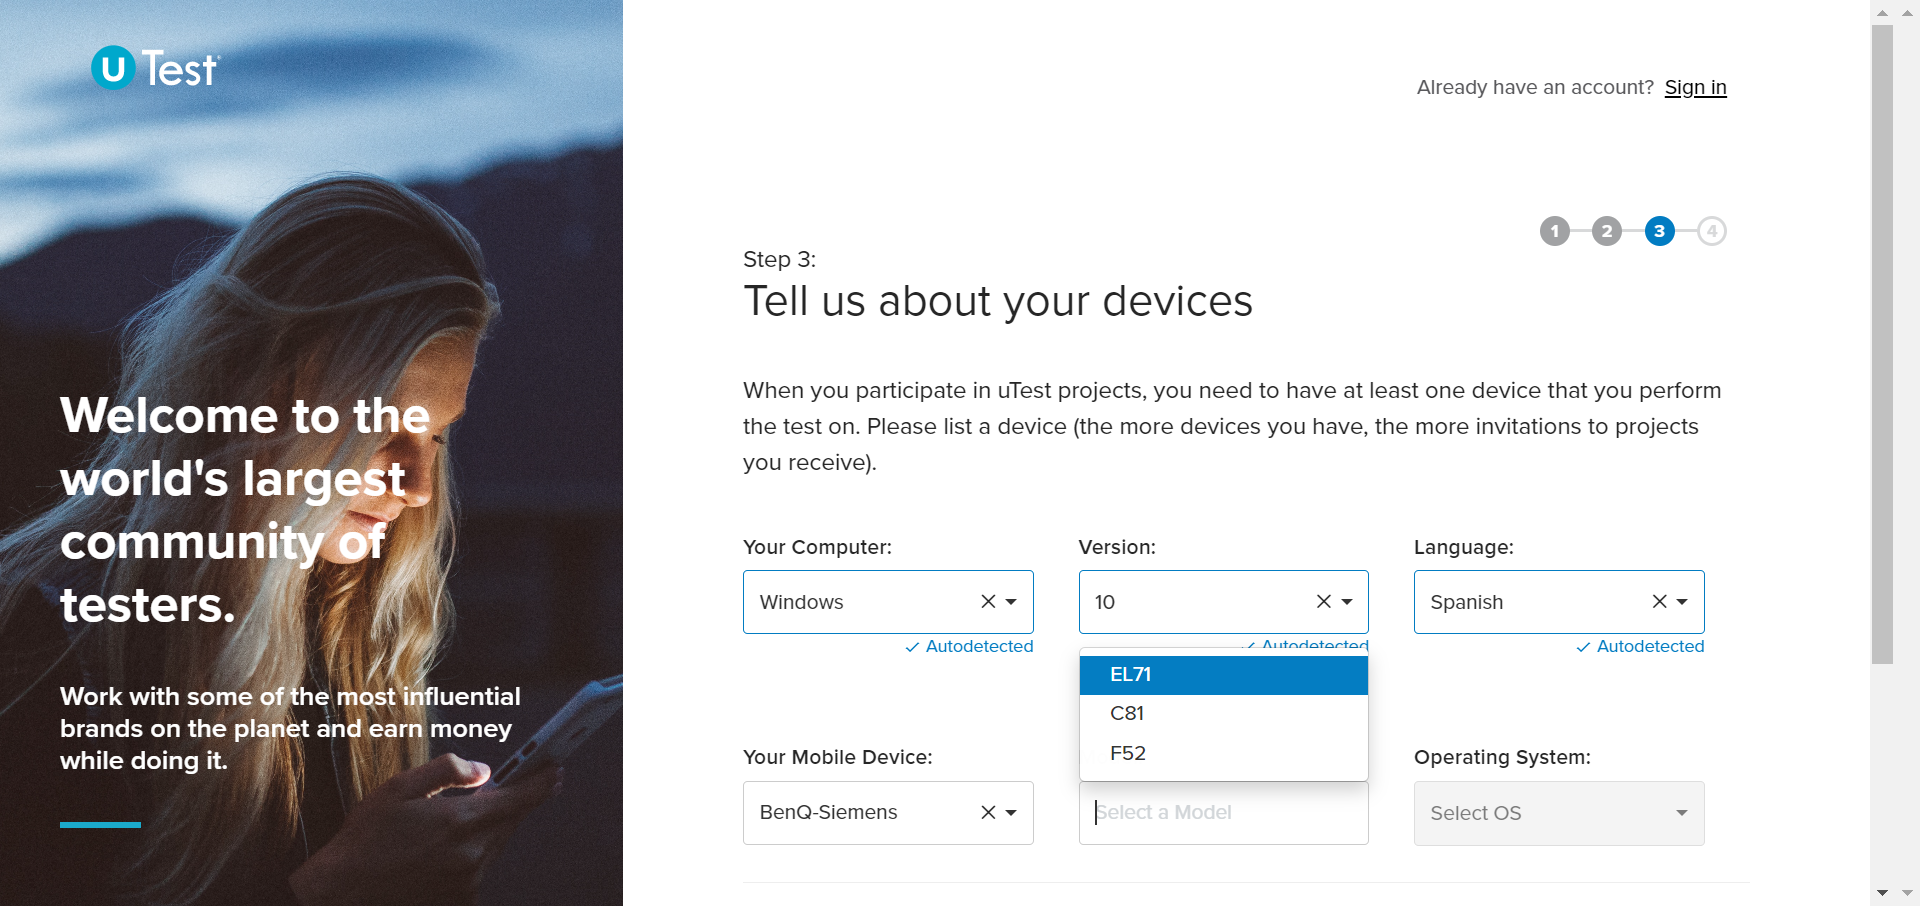 uTest
Already have an account? Sign in
1 2 3 4
Step 3:
Tell us about your devices
When you participate in uTest projects, you need to have at least one device that you perform
the test on. Please list a device (the more devices you have, the more invitations to projects
you receive).
Welcome to the
world's largest
community of
testers.
Work with some of the most influential
brands on the planet and earn money
while doing it.
Your Computer: Version: Language:
Windows 10 Spanish
Autodetected Autodetected Autodetected
EL71
C81
F52
Your Mobile Device: Operating System:
BenQ-Siemens Select a Model Select OS